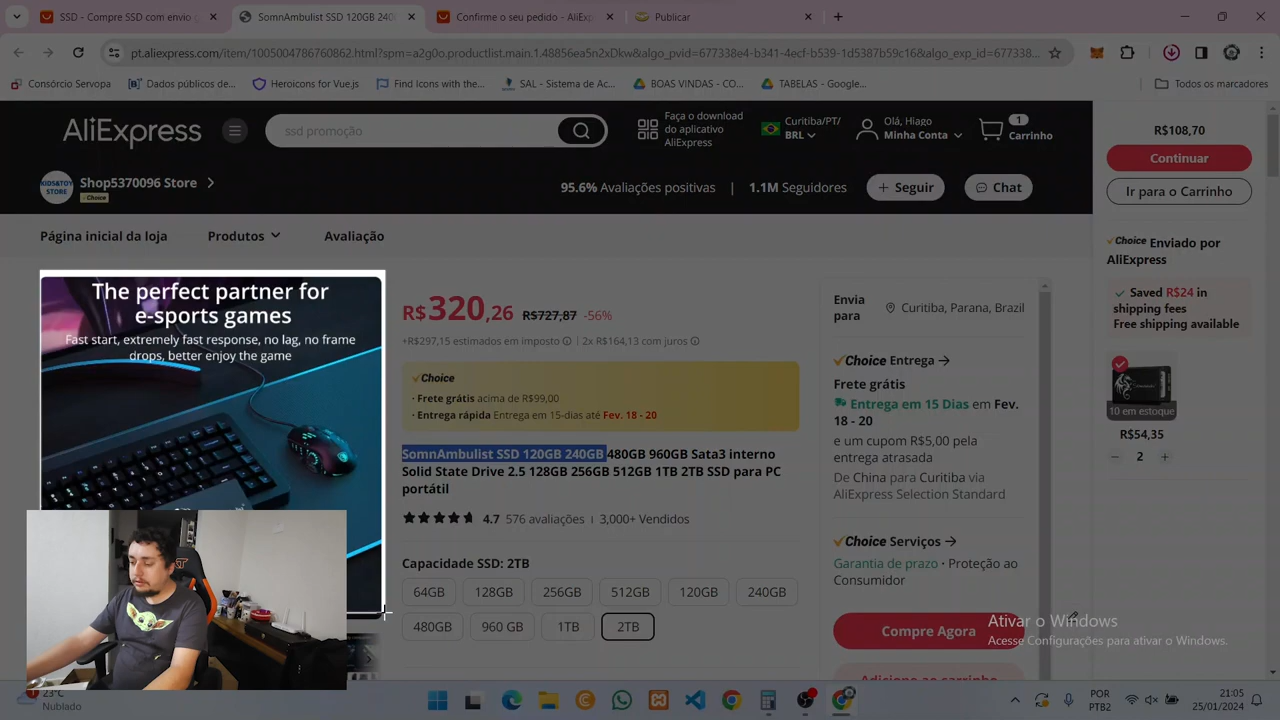 SSD - Compre SSD com envio
SomnAmbulist SSD 120GB 240
Confirme o seu pedido - AliExp
Publicar
pt.aliexpress.com/item/1005004786760862.html?spm=a2g0o.productlist.main.1.48856ea5n2xDkw&algo_pvid=677338e4-b341-4ecf-b539-1d5387d59c16&algo_exp_id=677338...
Consórcio Servopa
Dados públicos de...
Heroicons for Vue.js
Find Icons with the...
SAL - Sistema de Ac...
BOAS VINDAS - CO...
TABELAS - Google...
Todos os marcadores
AliExpress
ssd promoção
Faça o download
do aplicativo
AliExpress
Curitiba/PT/
BRL
Olá, Hiago
Minha Conta
1
Carrinho
KIDS&TOY
STORE
Shop5370096 Store
Choice
95.6% Avaliações positivas | 1.1M Seguidores
+ Seguir
Chat
Página inicial da loja
Produtos
Avaliação
The perfect partner for
e-sports games
Fast start, extremely fast response, no lag, no frame
drops, better enjoy the game
R$320,26 R$727,87 -56%
+R$297,15 estimados em imposto | 2x R$164,13 com juros
Choice
· Frete grátis acima de R$99,00
· Entrega rápida Entrega em 15-dias até Fev. 18 - 20
SomnAmbulist SSD 120GB 240GB 480GB 960GB Sata3 interno
Solid State Drive 2.5 128GB 256GB 512GB 1TB 2TB SSD para PC
portátil
4.7 576 avaliações | 3,000+ Vendidos
Capacidade SSD: 2TB
64GB 128GB 256GB 512GB 120GB 240GB
480GB 960 GB 1TB 2TB
Envia
para
Curitiba, Parana, Brazil
Choice Entrega
Frete grátis
Entrega em 15 Dias em Fev.
18 - 20
e um cupom R$5,00 pela
entrega atrasada
De China para Curitiba via
AliExpress Selection Standard
Choice Serviços
Garantia de prazo · Proteção ao
Consumidor
Compre Agora
Adicione ao carrinho
R$108,70
Continuar
Ir para o Carrinho
Choice Enviado por
AliExpress
Saved R$24 in
shipping fees
Free shipping available
10 em estoque
R$54,35
2
Ativar o Windows
Acesse Configurações para ativar o Windows.
1
23°C
Nublado
POR
PTB2
21:05
25/01/2024